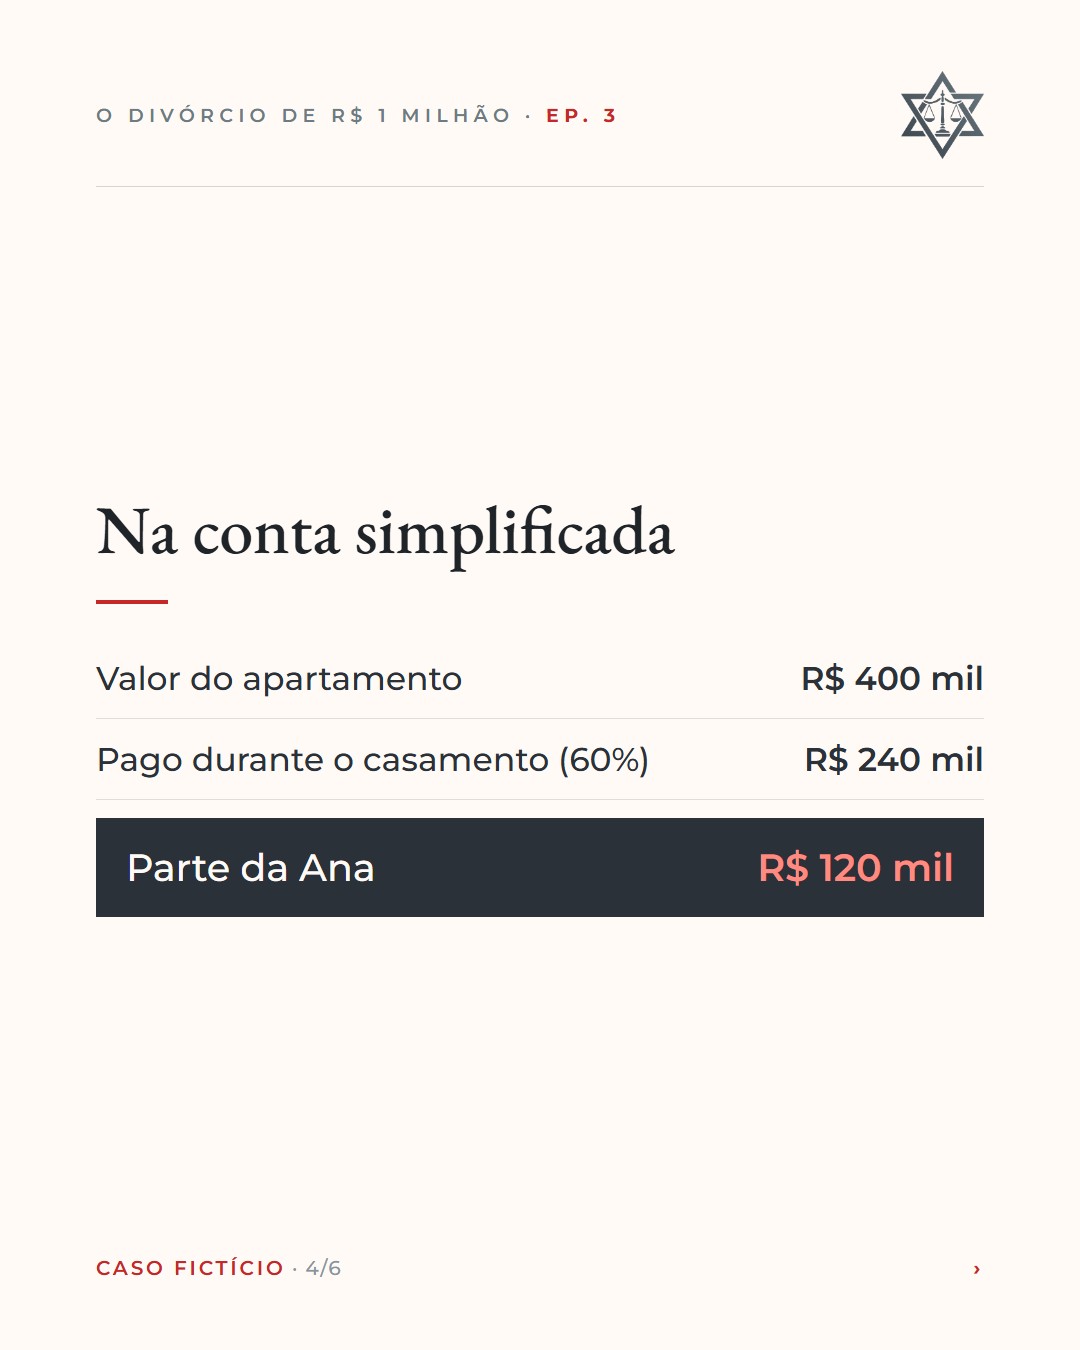 O DIVÓRCIO DE R$ 1 MILHÃO · EP. 3
Na conta simplificada
Valor do apartamento R$ 400 mil
Pago durante o casamento (60%) R$ 240 mil
Parte da Ana R$ 120 mil
CASO FICTÍCIO · 4/6 ›